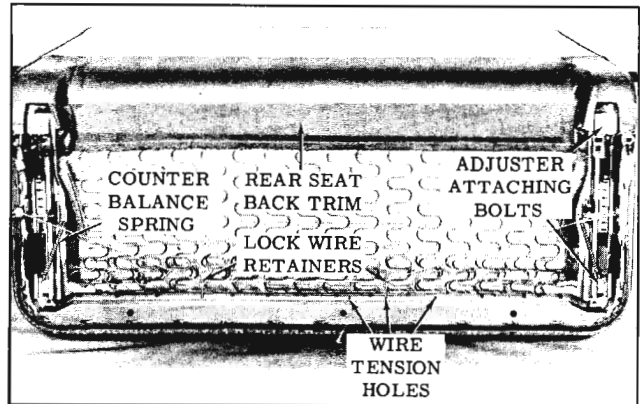 COUNTER
BALANCE
SPRING
REAR SEAT
BACK TRIM
LOCK WIRE
RETAINERS
ADJUSTER
ATTACHING
BOLTS
WIRE
TENSION
HOLES